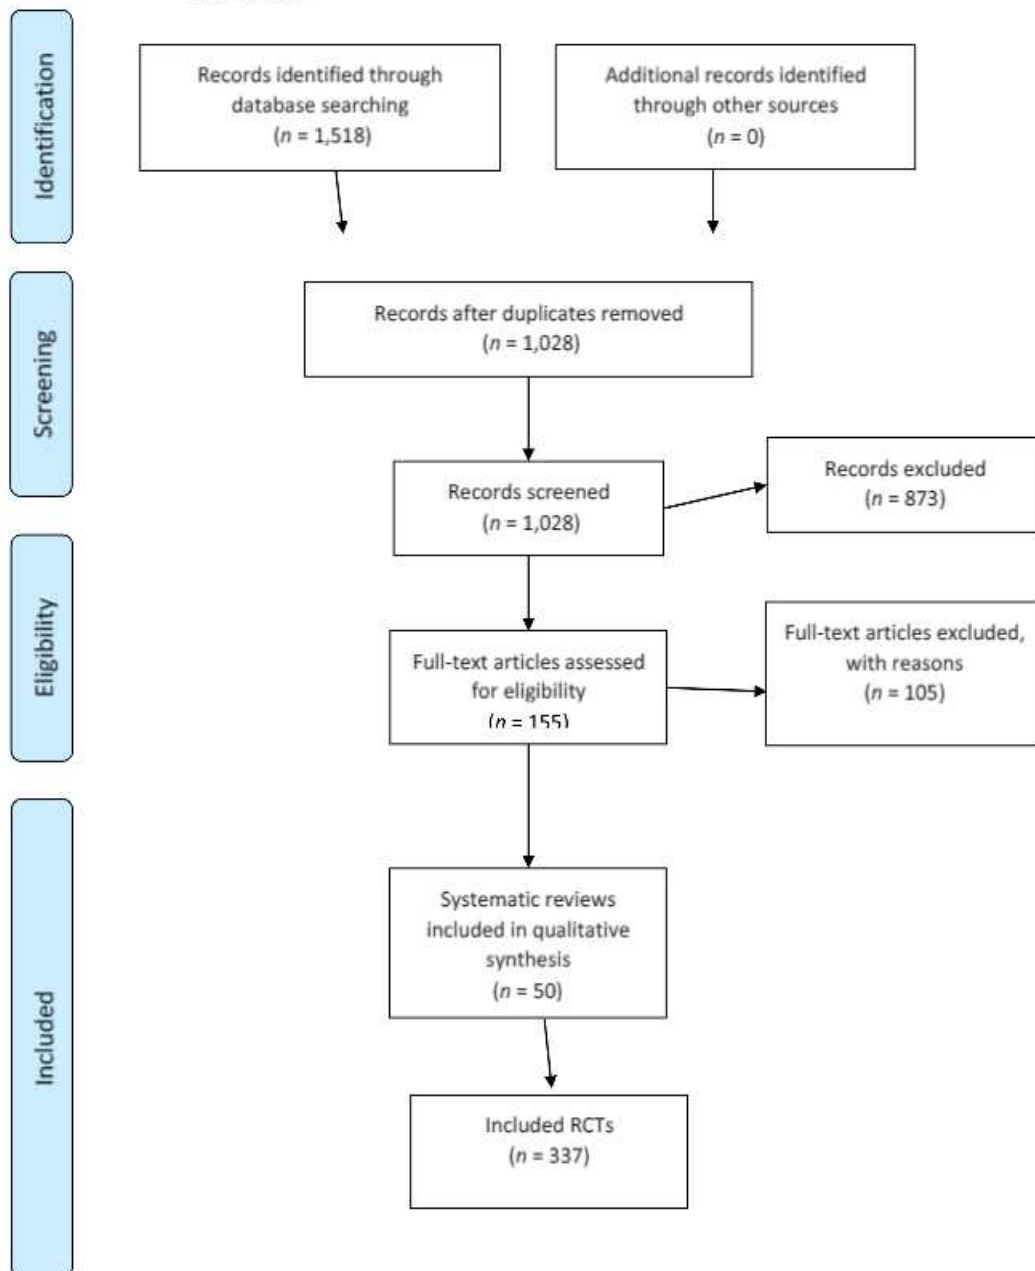 Identification
Records identified through
database searching
(n = 1,518)
Additional records identified
through other sources
(n = 0)
Screening
Records after duplicates removed
(n = 1,028)
Records screened
(n = 1,028)
Records excluded
(n = 873)
Eligibility
Full-text articles assessed
for eligibility
(n = 155)
Full-text articles excluded,
with reasons
(n = 105)
Included
Systematic reviews
included in qualitative
synthesis
(n = 50)
Included RCTs
(n = 337)